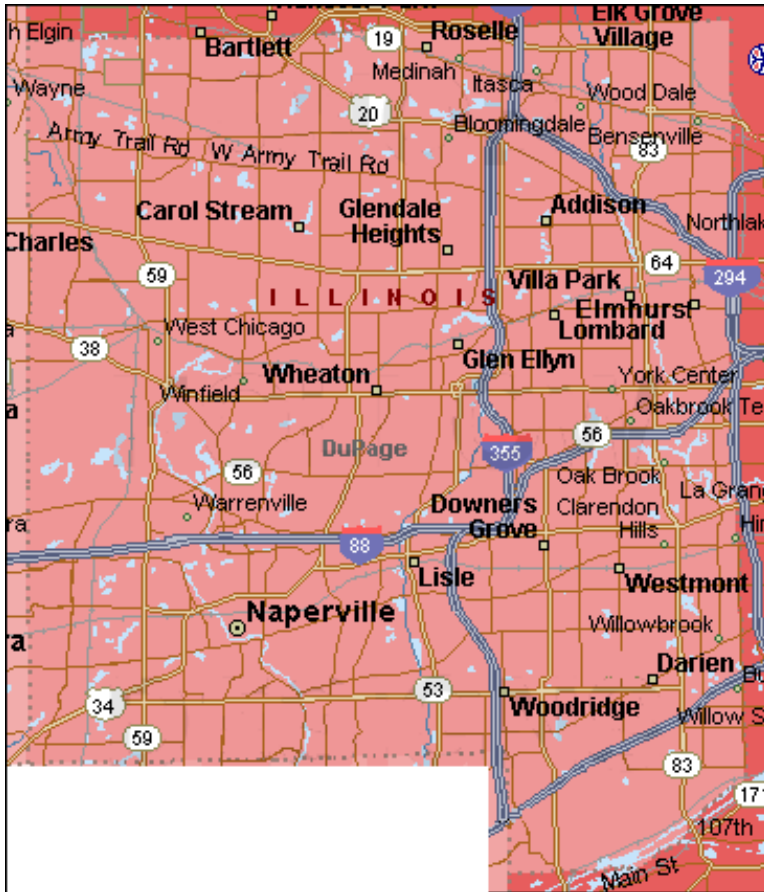 h Elgin
Bartlett
19
Roselle
Elk Grove
Village
Medinah
Itasca
Wayne
Wood Dale
20
Bloomingdale
Bensenville
Army Trail Rd
W Army Trail Rd
83
Carol Stream
Glendale
Heights
Addison
Northlak
Charles
59
64
294
ILLINOIS
Villa Park
Elmhurst
Lombard
West Chicago
38
Glen Ellyn
Winfield
Wheaton
York Center
a
Oakbrook Te
DuPage
56
355
56
Oak Brook
La Grang
Warrenville
Downers
Grove
Clarendon
Hills
ra
88
Hin
Lisle
Westmont
Naperville
Willowbrook
ra
Darien
53
Bu
34
Woodridge
Willow S
59
83
171
107th
Main St